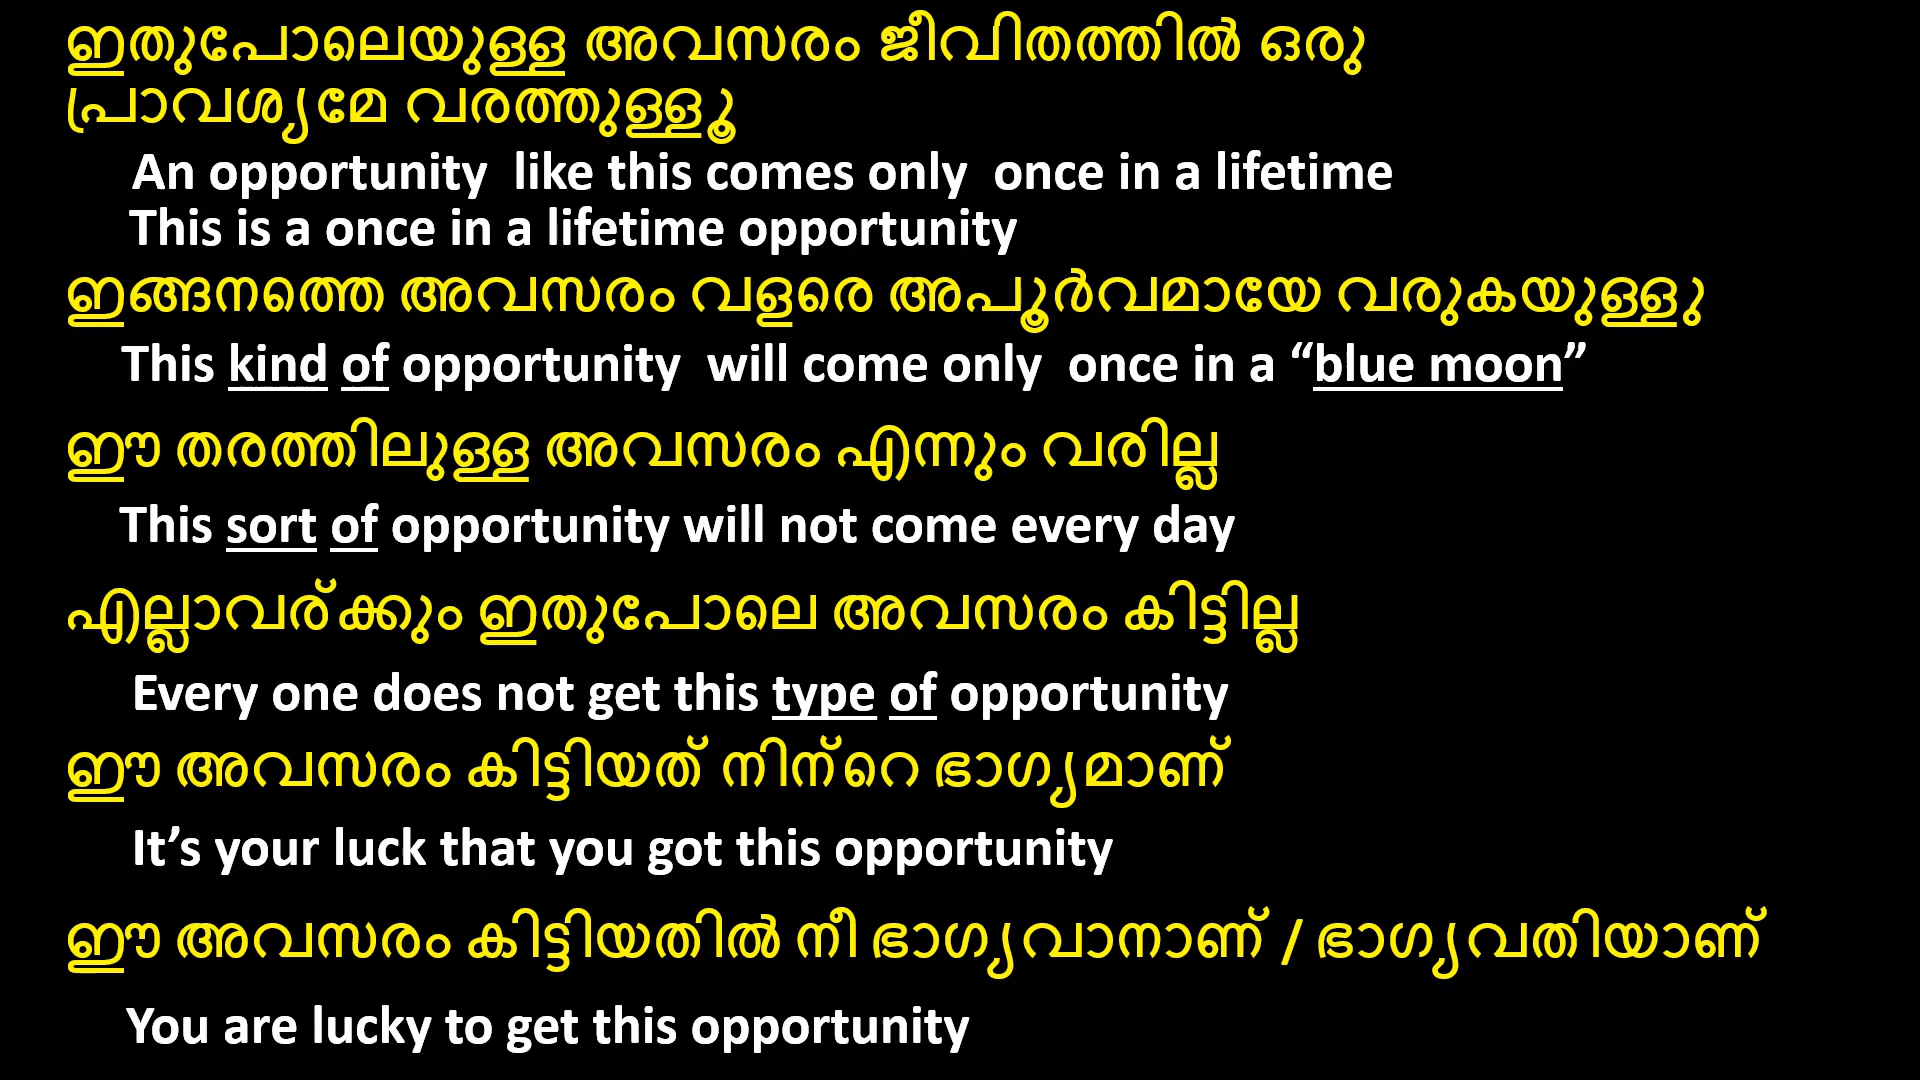 ഇതുപോലെയുള്ള അവസരം ജീവിതത്തിൽ ഒരു
പ്രാവശ്യമേ വരത്തുള്ളൂ
An opportunity like this comes only once in a lifetime
This is a once in a lifetime opportunity
ഇങ്ങനത്തെ അവസരം വളരെ അപൂർവമായേ വരുകയുള്ളു
This kind of opportunity will come only once in a “blue moon”
ഈ തരത്തിലുള്ള അവസരം എന്നും വരില്ല
This sort of opportunity will not come every day
എല്ലാവര്ക്കും ഇതുപോലെ അവസരം കിട്ടില്ല
Every one does not get this type of opportunity
ഈ അവസരം കിട്ടിയത് നിന്റെ ഭാഗ്യമാണ്
It’s your luck that you got this opportunity
ഈ അവസരം കിട്ടിയതിൽ നീ ഭാഗ്യവാനാണ് / ഭാഗ്യവതിയാണ്
You are lucky to get this opportunity